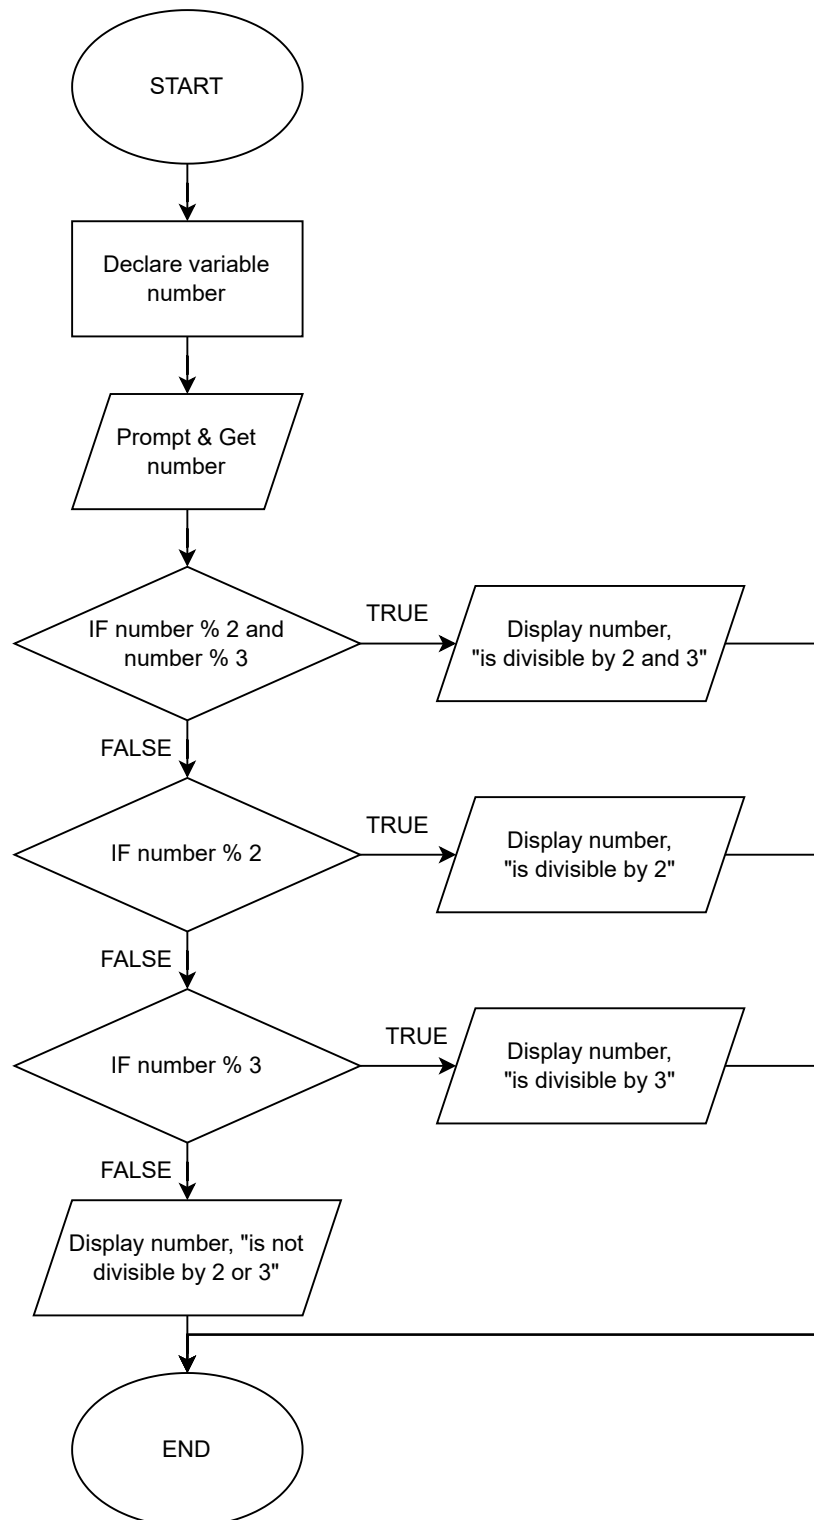 START
Declare variable
number
Prompt & Get
number
IF number % 2 and
number % 3
TRUE
Display number,
"is divisible by 2 and 3"
FALSE
IF number % 2
TRUE
Display number,
"is divisible by 2"
FALSE
IF number % 3
TRUE
Display number,
"is divisible by 3"
FALSE
Display number, "is not
divisible by 2 or 3"
END